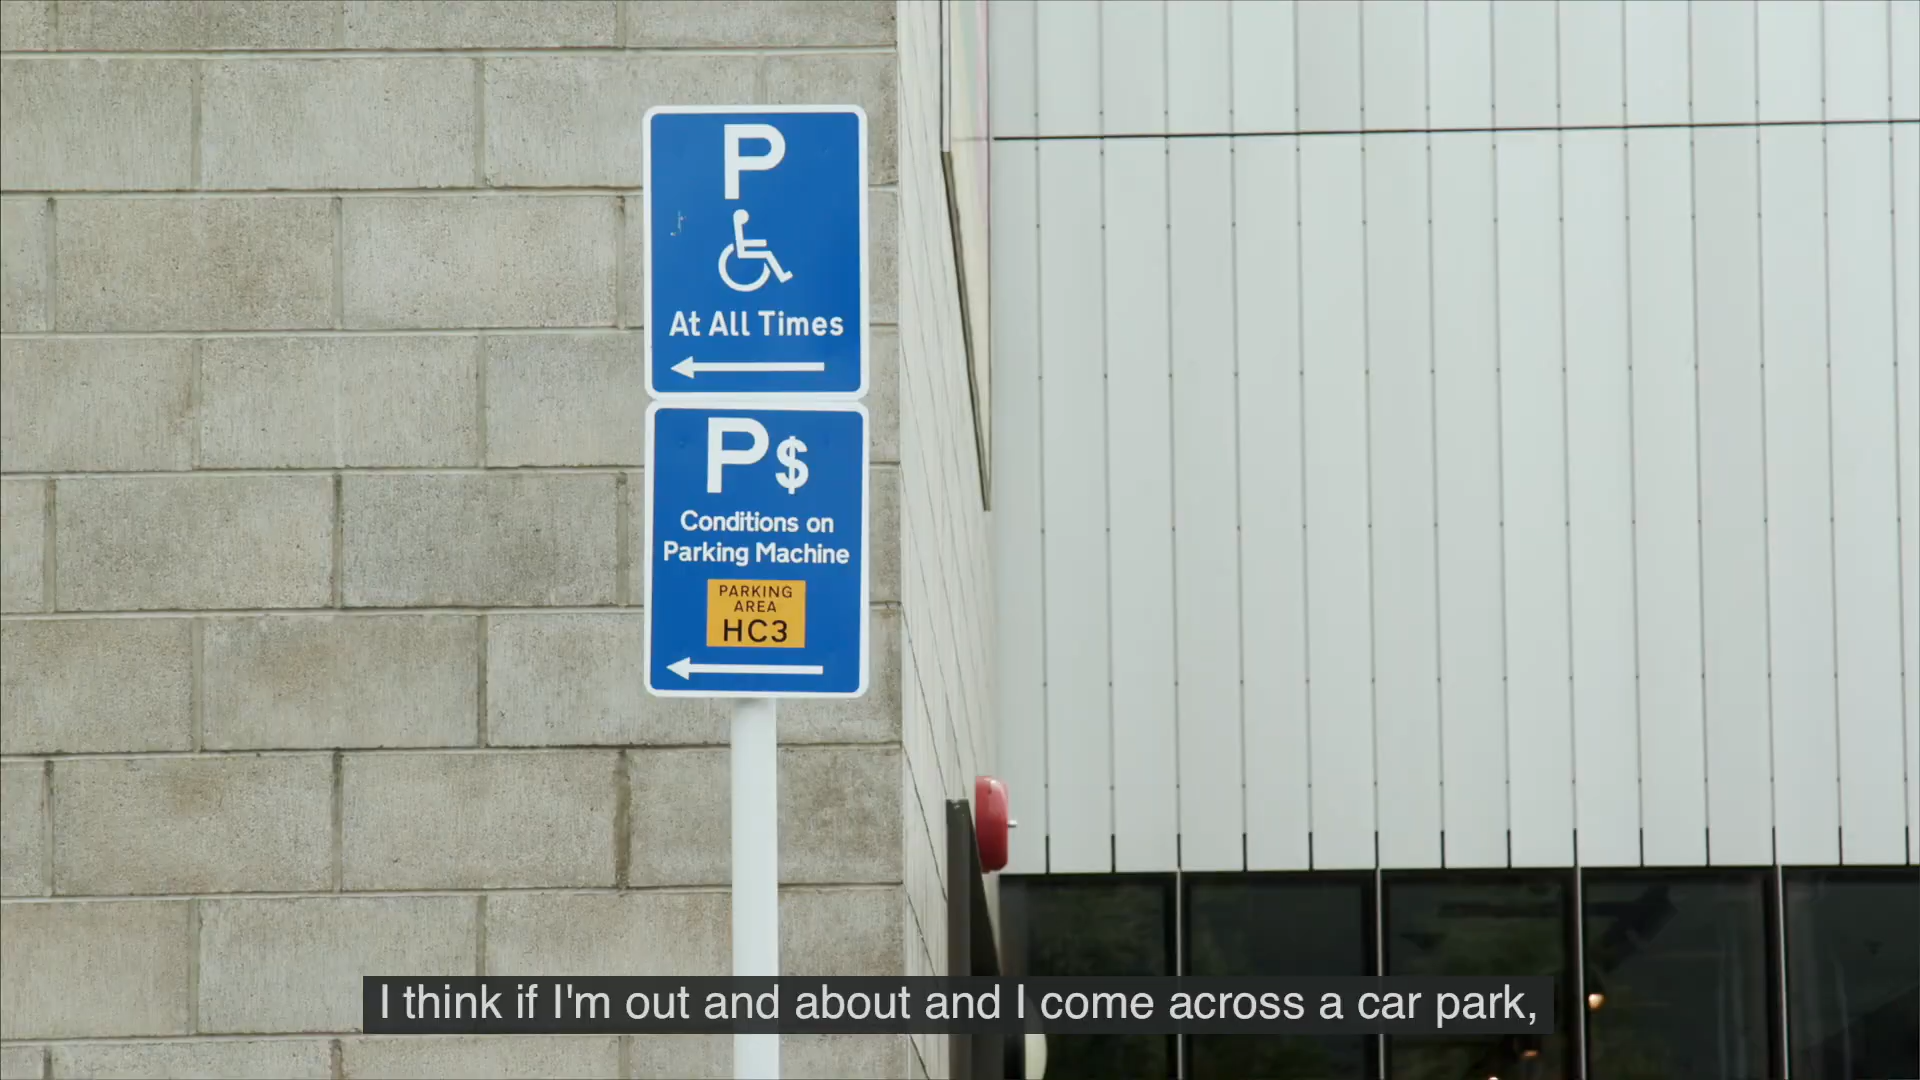 P
At All Times
P$
Conditions on
Parking Machine
PARKING
AREA
HC3
I think if I'm out and about and I come across a car park,